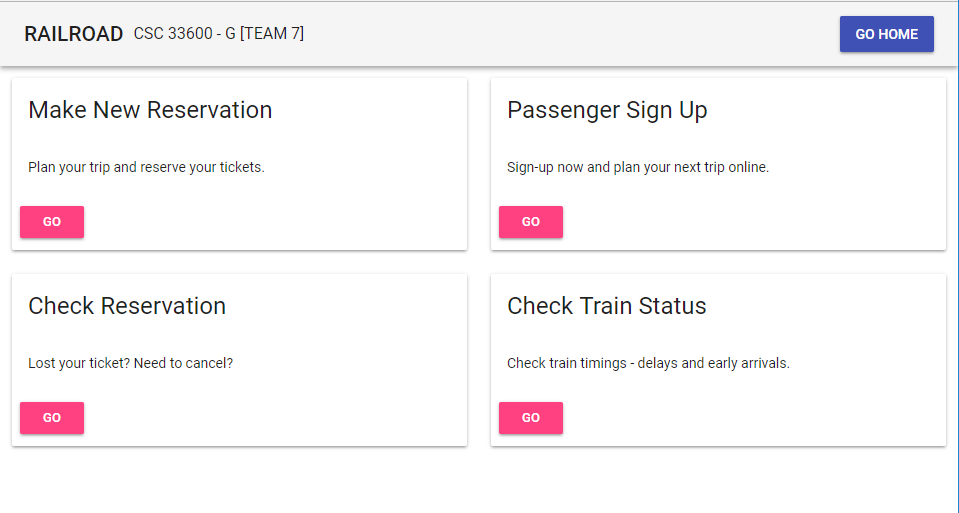 RAILROAD CSC 33600 - G [TEAM 7] GO HOME
Make New Reservation
Plan your trip and reserve your tickets.
GO
Passenger Sign Up
Sign-up now and plan your next trip online.
GO
Check Reservation
Lost your ticket? Need to cancel?
GO
Check Train Status
Check train timings - delays and early arrivals.
GO